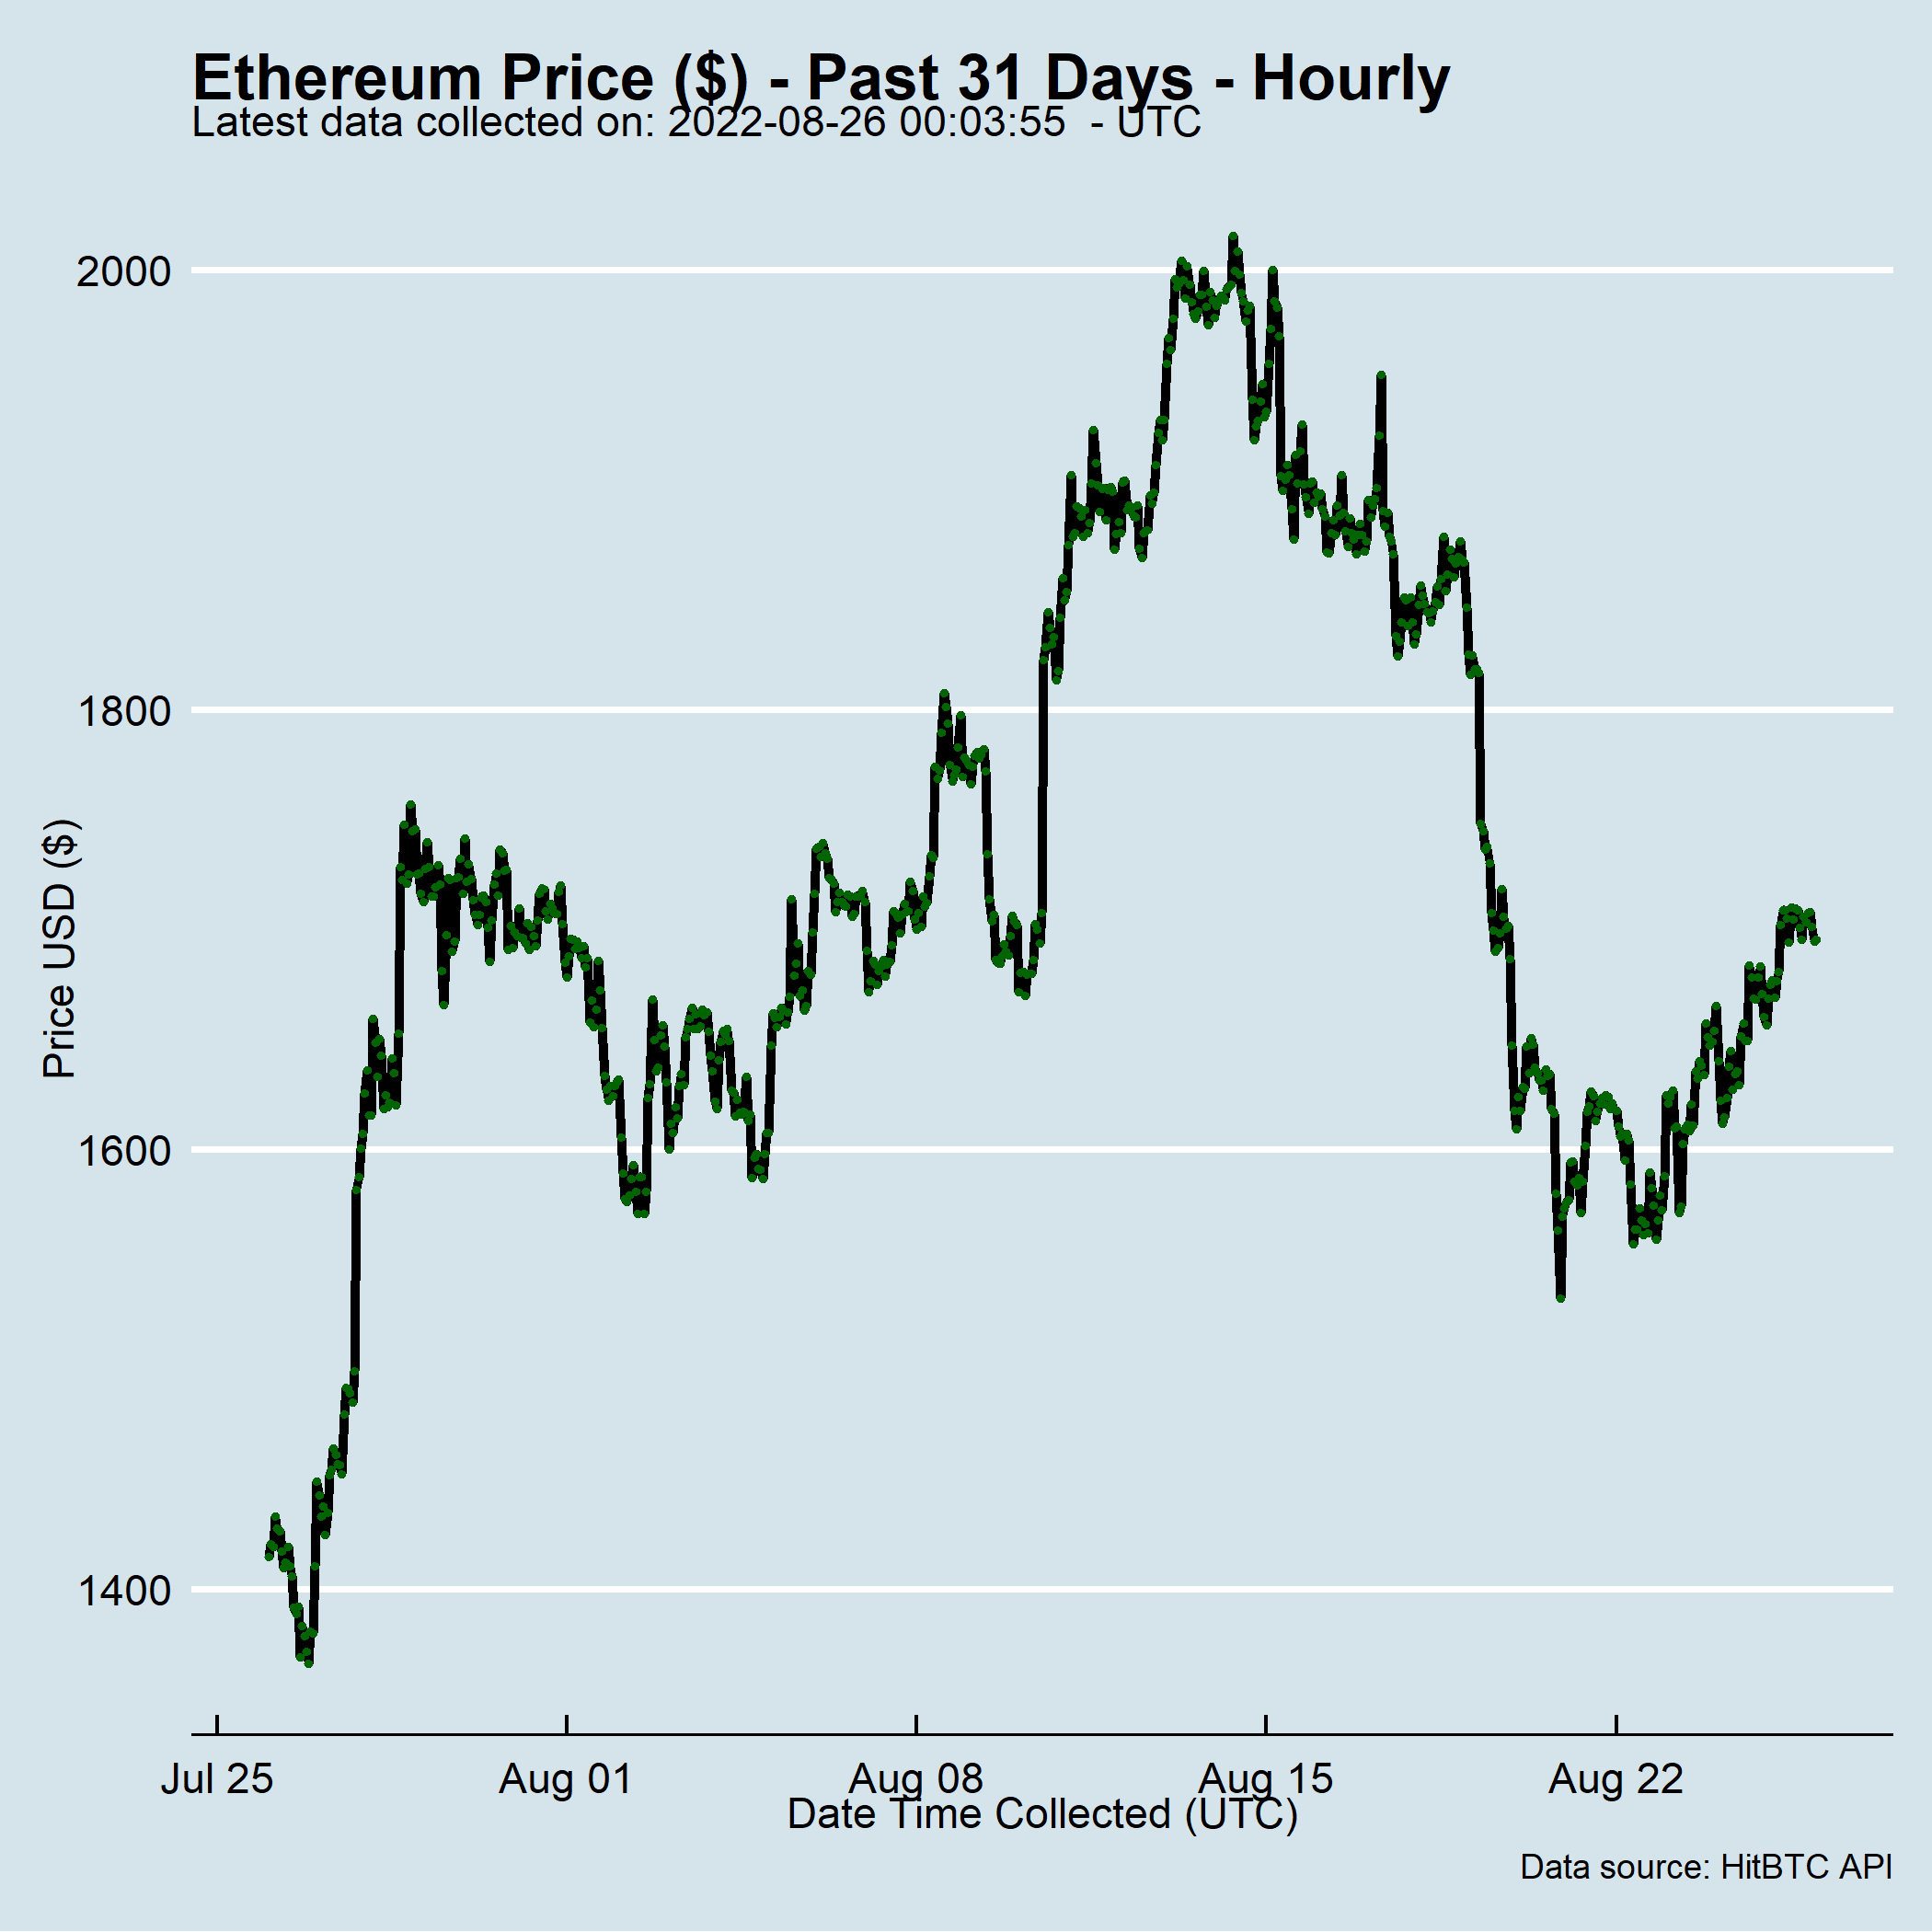 Ethereum Price ($) - Past 31 Days - Hourly
Latest data collected on: 2022-08-26 00:03:55  - UTC
2000
1800
1600
1400
Price USD ($)
Jul 25
Aug 01
Aug 08
Aug 15
Aug 22
Date Time Collected (UTC)
Data source: HitBTC API